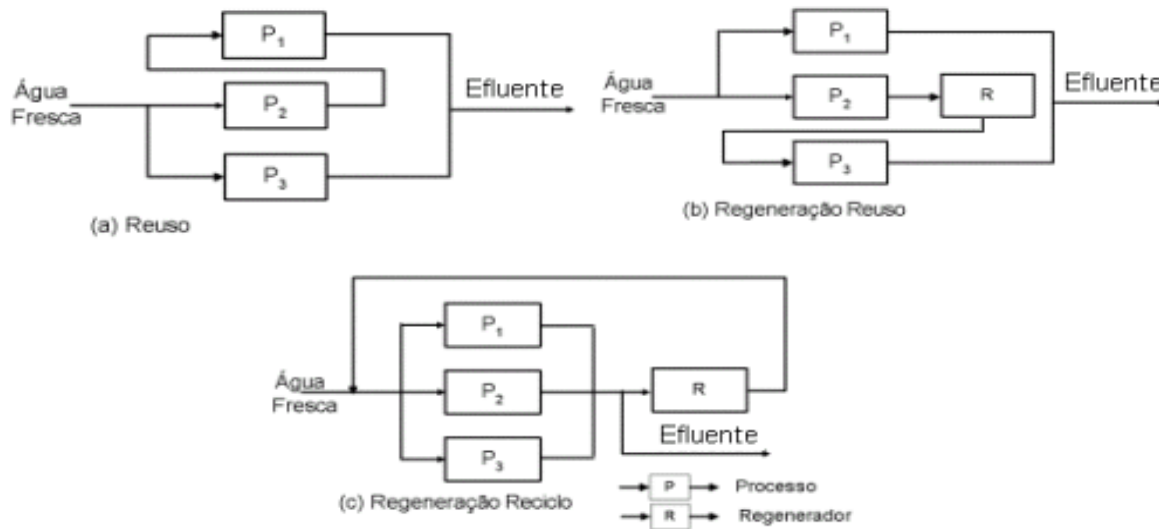 P1
Água
Fresca
P2
Efluente
P3
(a) Reuso
P1
Água
Fresca
P2
R
Efluente
P3
(b) Regeneração Reuso
P1
Água
Fresca
P2
R
Efluente
P3
(c) Regeneração Reciclo
P Processo
R Regenerador